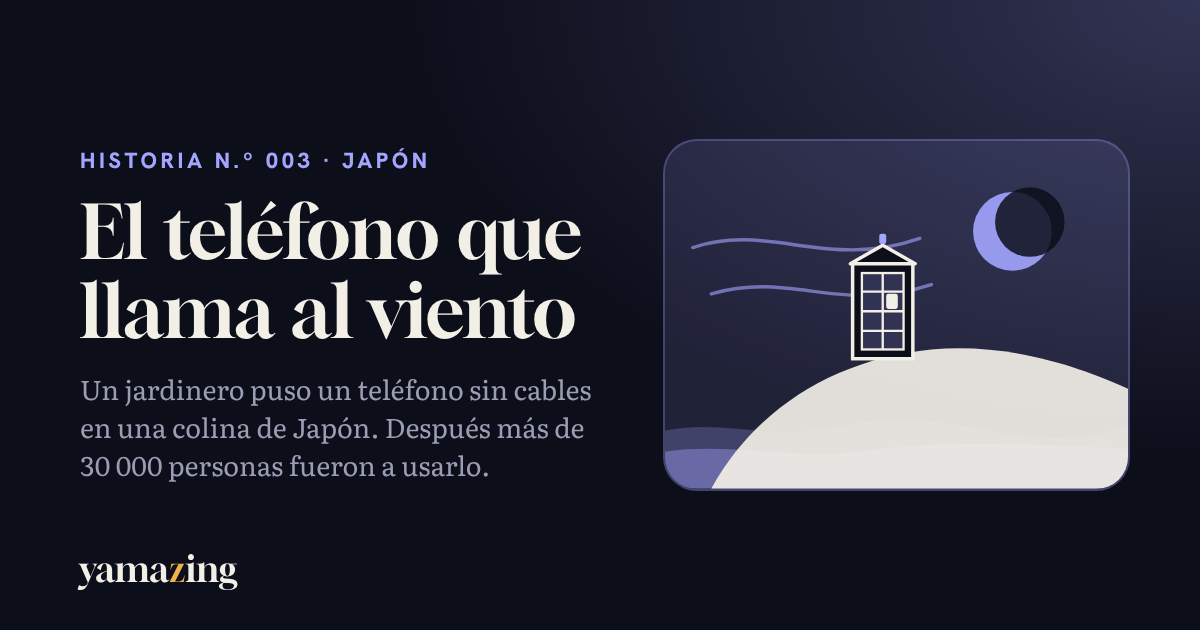 HISTORIA N.º 003 · JAPÓN
El teléfono que
llama al viento
Un jardinero puso un teléfono sin cables
en una colina de Japón. Después más de
30 000 personas fueron a usarlo.
yamazing